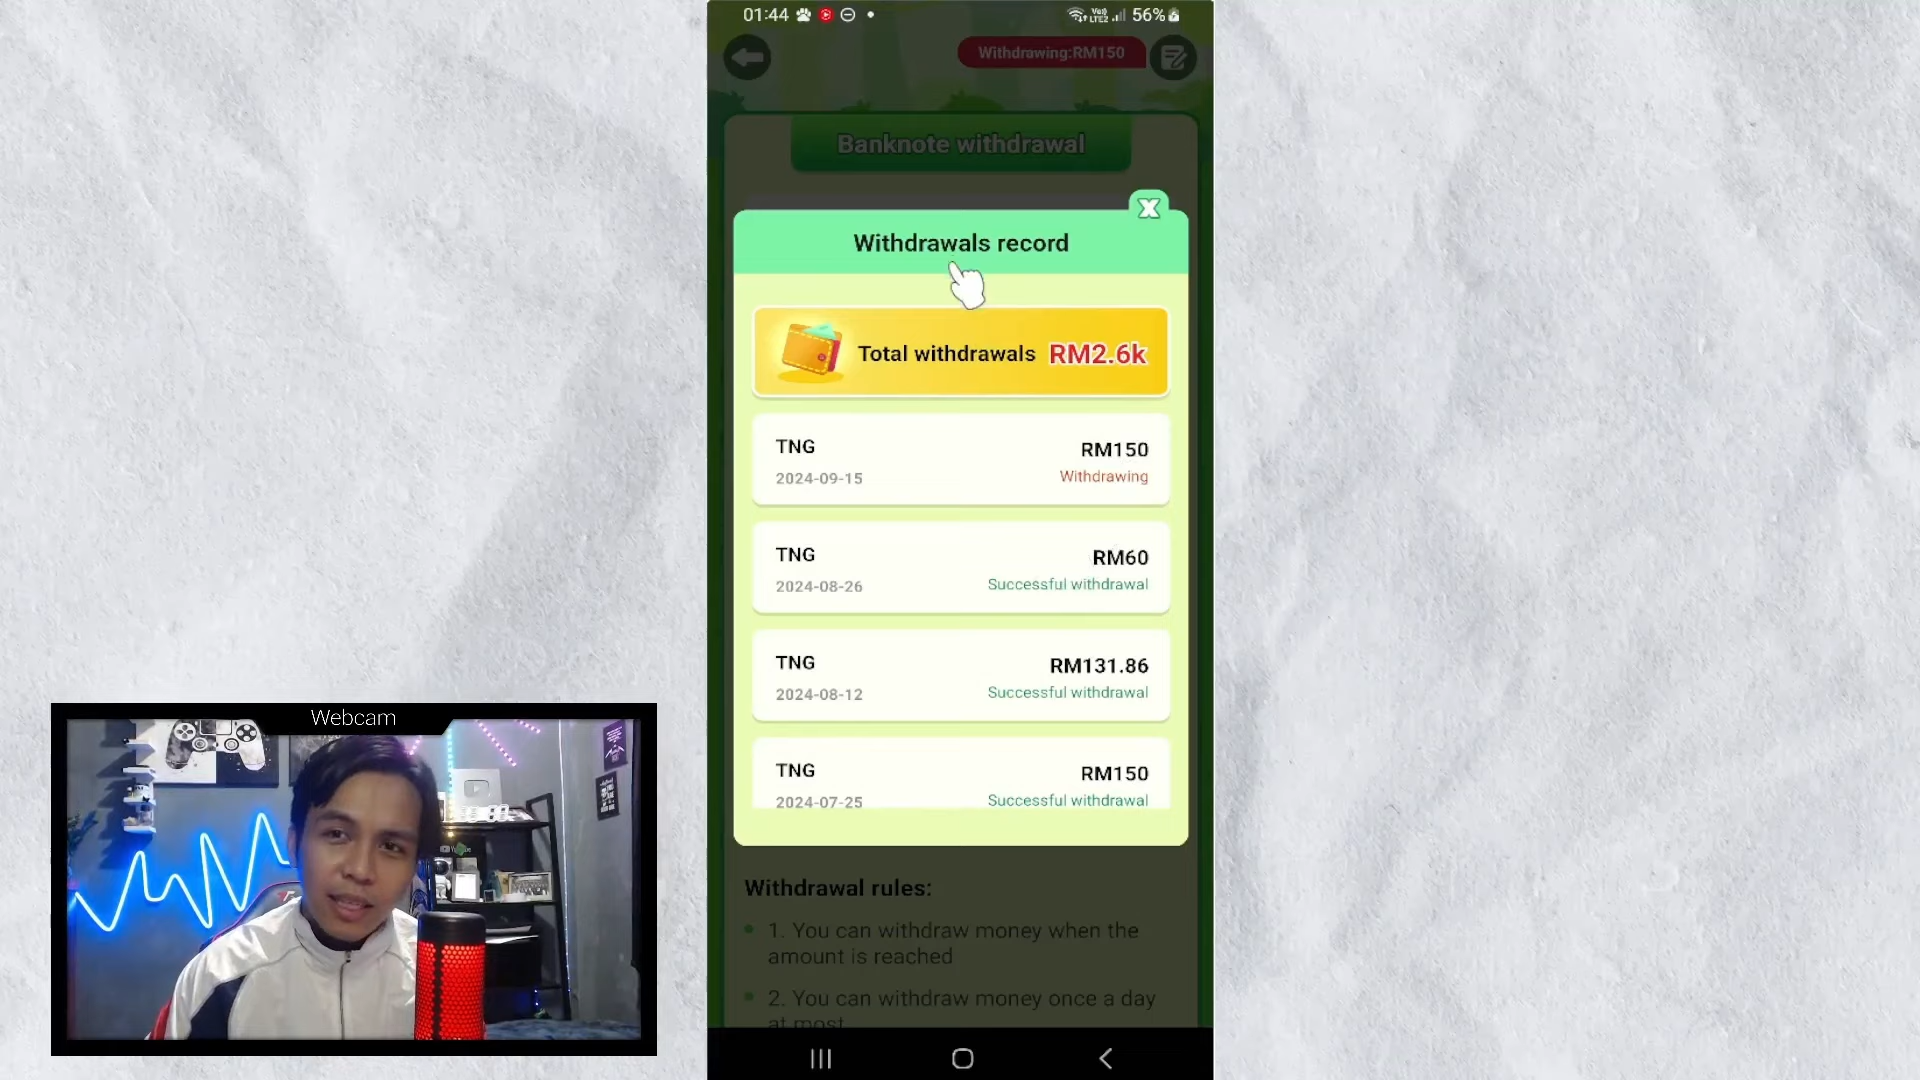 01:44
56%
Withdrawing:RM150
Banknote withdrawal
X
Withdrawals record
Total withdrawals RM2.6k
TNG RM150
2024-09-15 Withdrawing
TNG RM60
2024-08-26 Successful withdrawal
TNG RM131.86
2024-08-12 Successful withdrawal
TNG RM150
2024-07-25 Successful withdrawal
Withdrawal rules:
1. You can withdraw money when the
amount is reached
2. You can withdraw money once a day
at most
Webcam